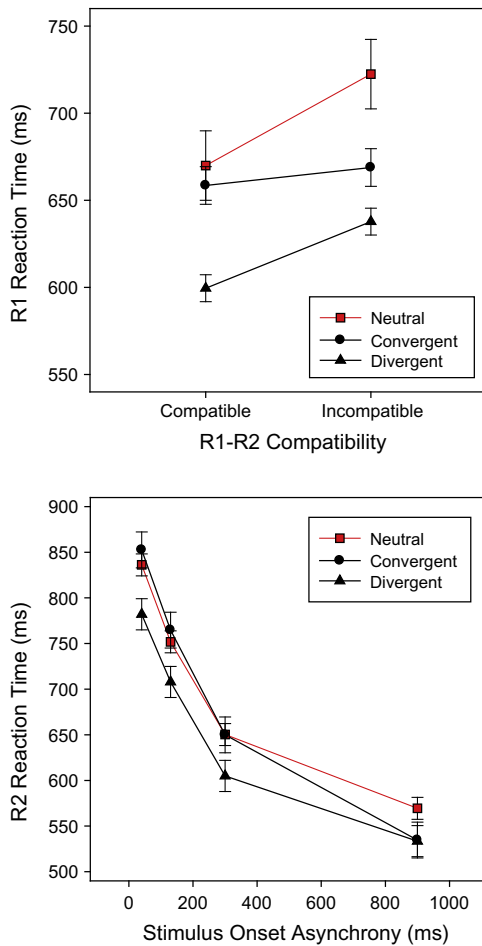 750
700
650
600
550
R1 Reaction Time (ms)
Neutral
Convergent
Divergent
Compatible
Incompatible
R1-R2 Compatibility
900
850
800
750
700
650
600
550
500
R2 Reaction Time (ms)
Neutral
Convergent
Divergent
0 200 400 600 800 1000
Stimulus Onset Asynchrony (ms)